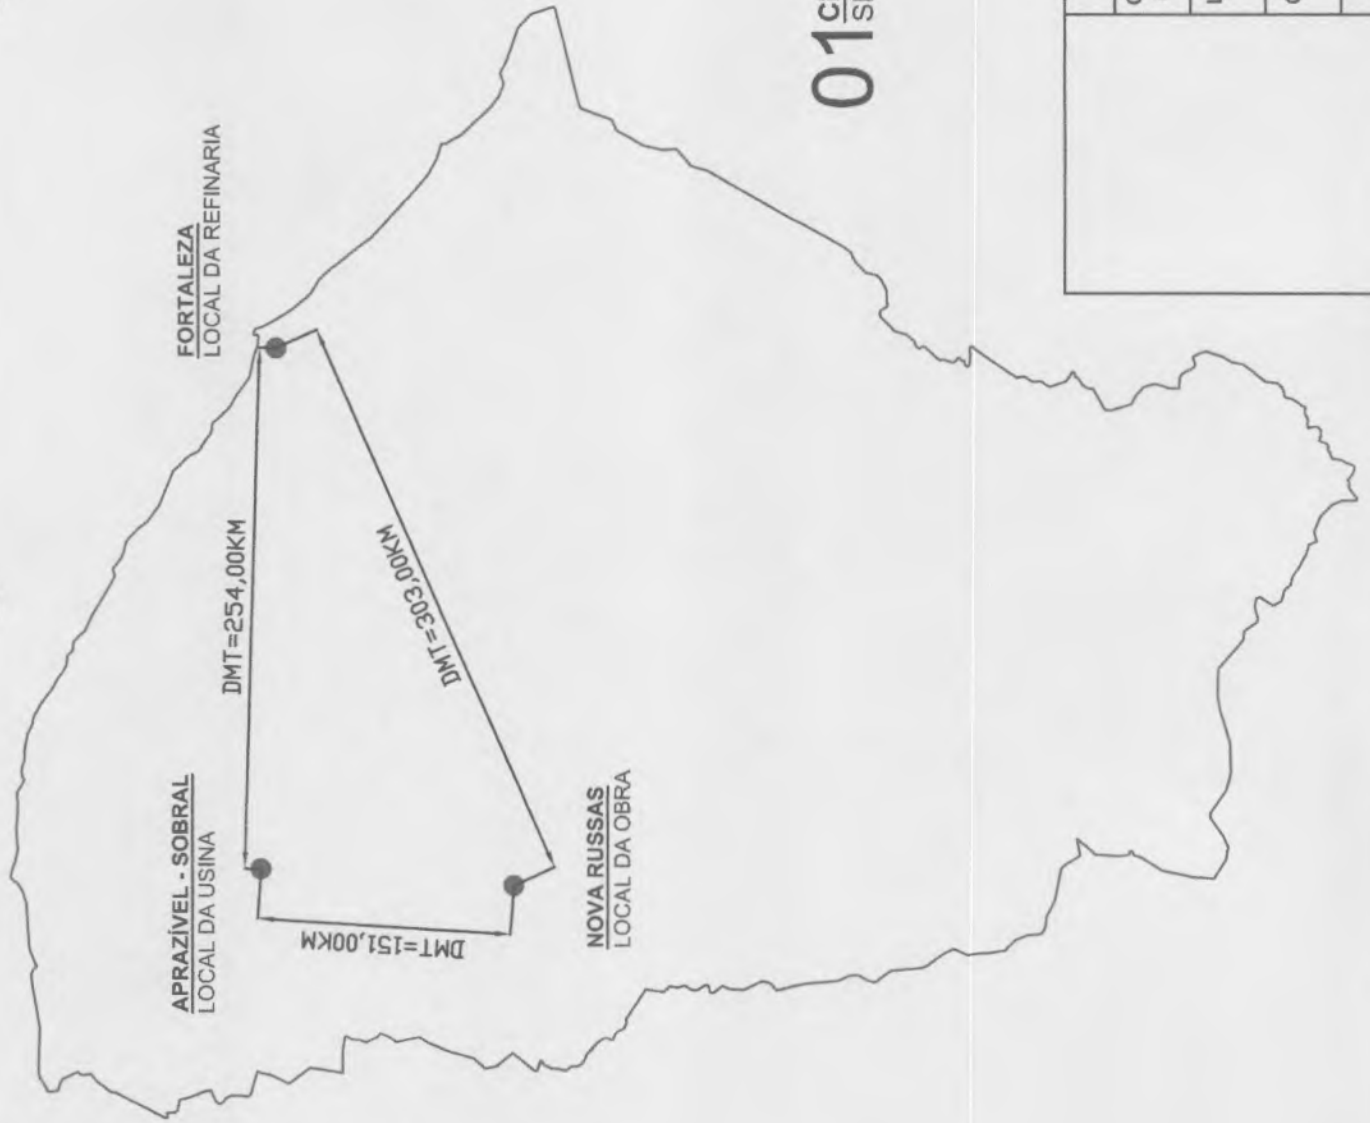 FORTALEZA
LOCAL DA REFINARIA
DMT=254,00KM
DMT=303,00KM
APRAZÍVEL - SOBRAL
LOCAL DA USINA
DMT=151,00KM
NOVA RUSSAS
LOCAL DA OBRA
01